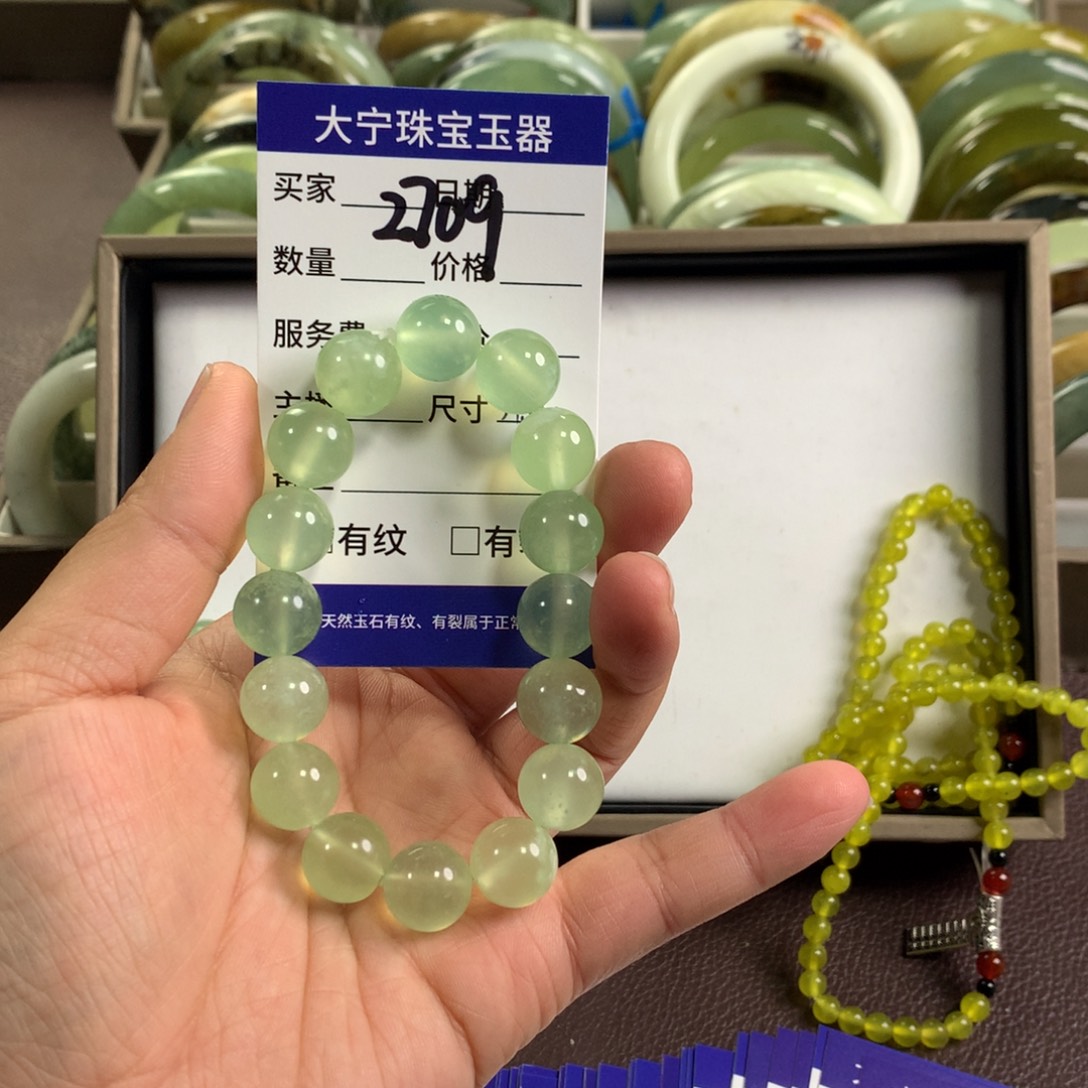 大宁珠宝玉器
2709
买家 日期
数量 价格
服务费
尺寸
有纹 □有
天然玉石有纹、有裂属于正常